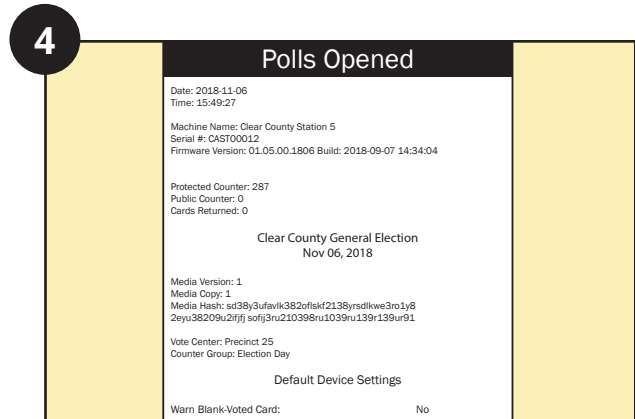 4
Polls Opened
Date: 2018-11-06
Time: 15:49:27
Machine Name: Clear County Station 5
Serial #: CAST00012
Firmware Version: 01.05.00.1806 Build: 2018-09-07 14:34:04
Protected Counter: 287
Public Counter: 0
Cards Returned: 0
Clear County General Election
Nov 06, 2018
Media Version: 1
Media Copy: 1
Media Hash: sd38y3ufavlk382oflskf2138yrsdlkwe3ro1y8
2eyu38209u2ifjfj sofij3ru210398ru1039ru139r139ur91
Vote Center: Precinct 25
Counter Group: Election Day
Default Device Settings
Warn Blank-Voted Card: No